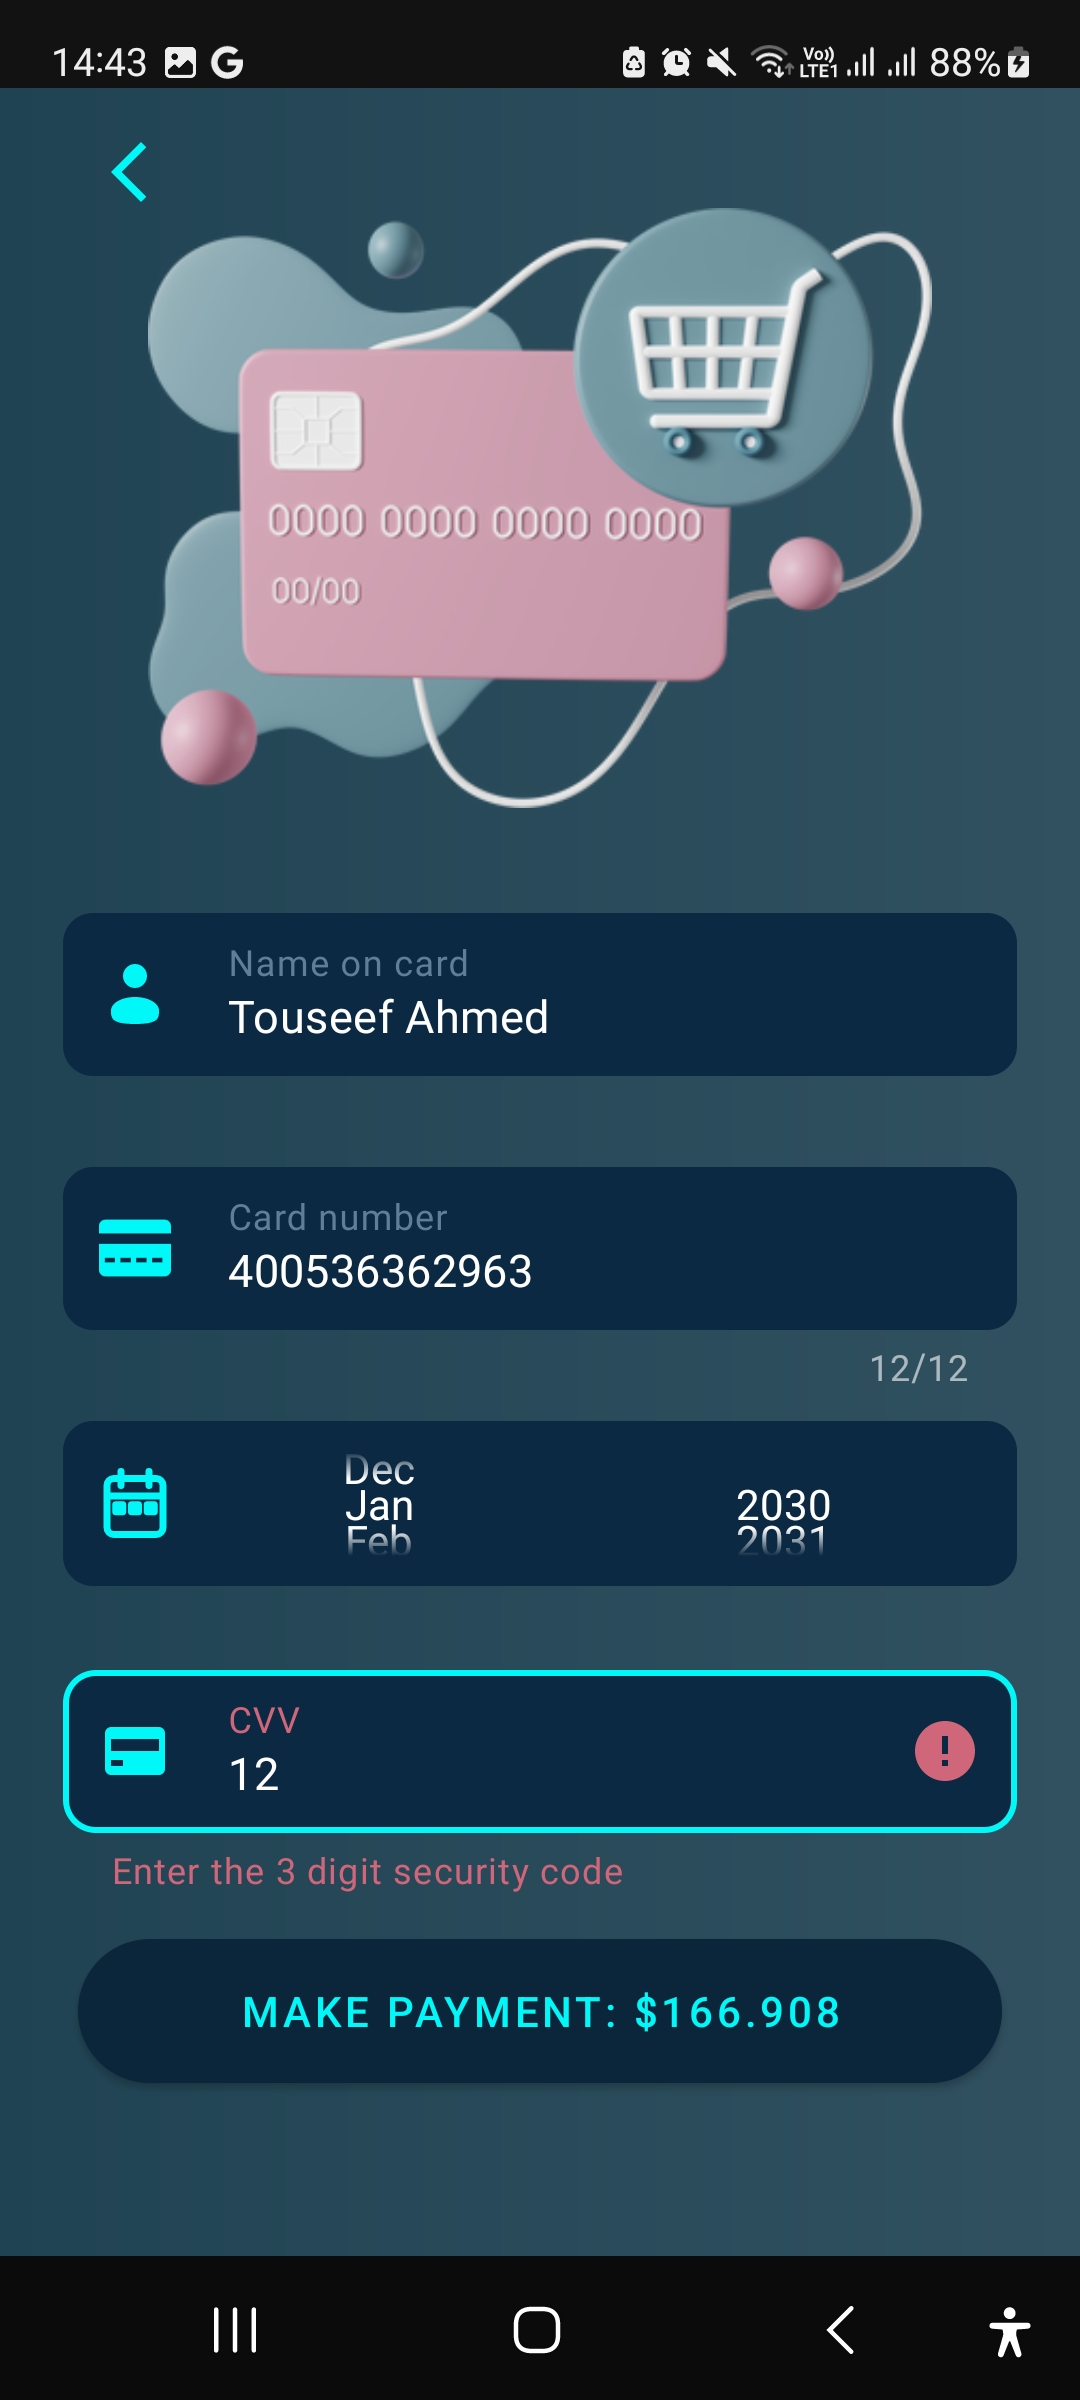 14:43 G Vo)) LTE1 88%
0000 0000 0000 0000
00/00
Name on card
Touseef Ahmed
Card number
400536362963
12/12
Dec
Jan 2030
Feb 2031
CVV
12 !
Enter the 3 digit security code
MAKE PAYMENT: $166.908